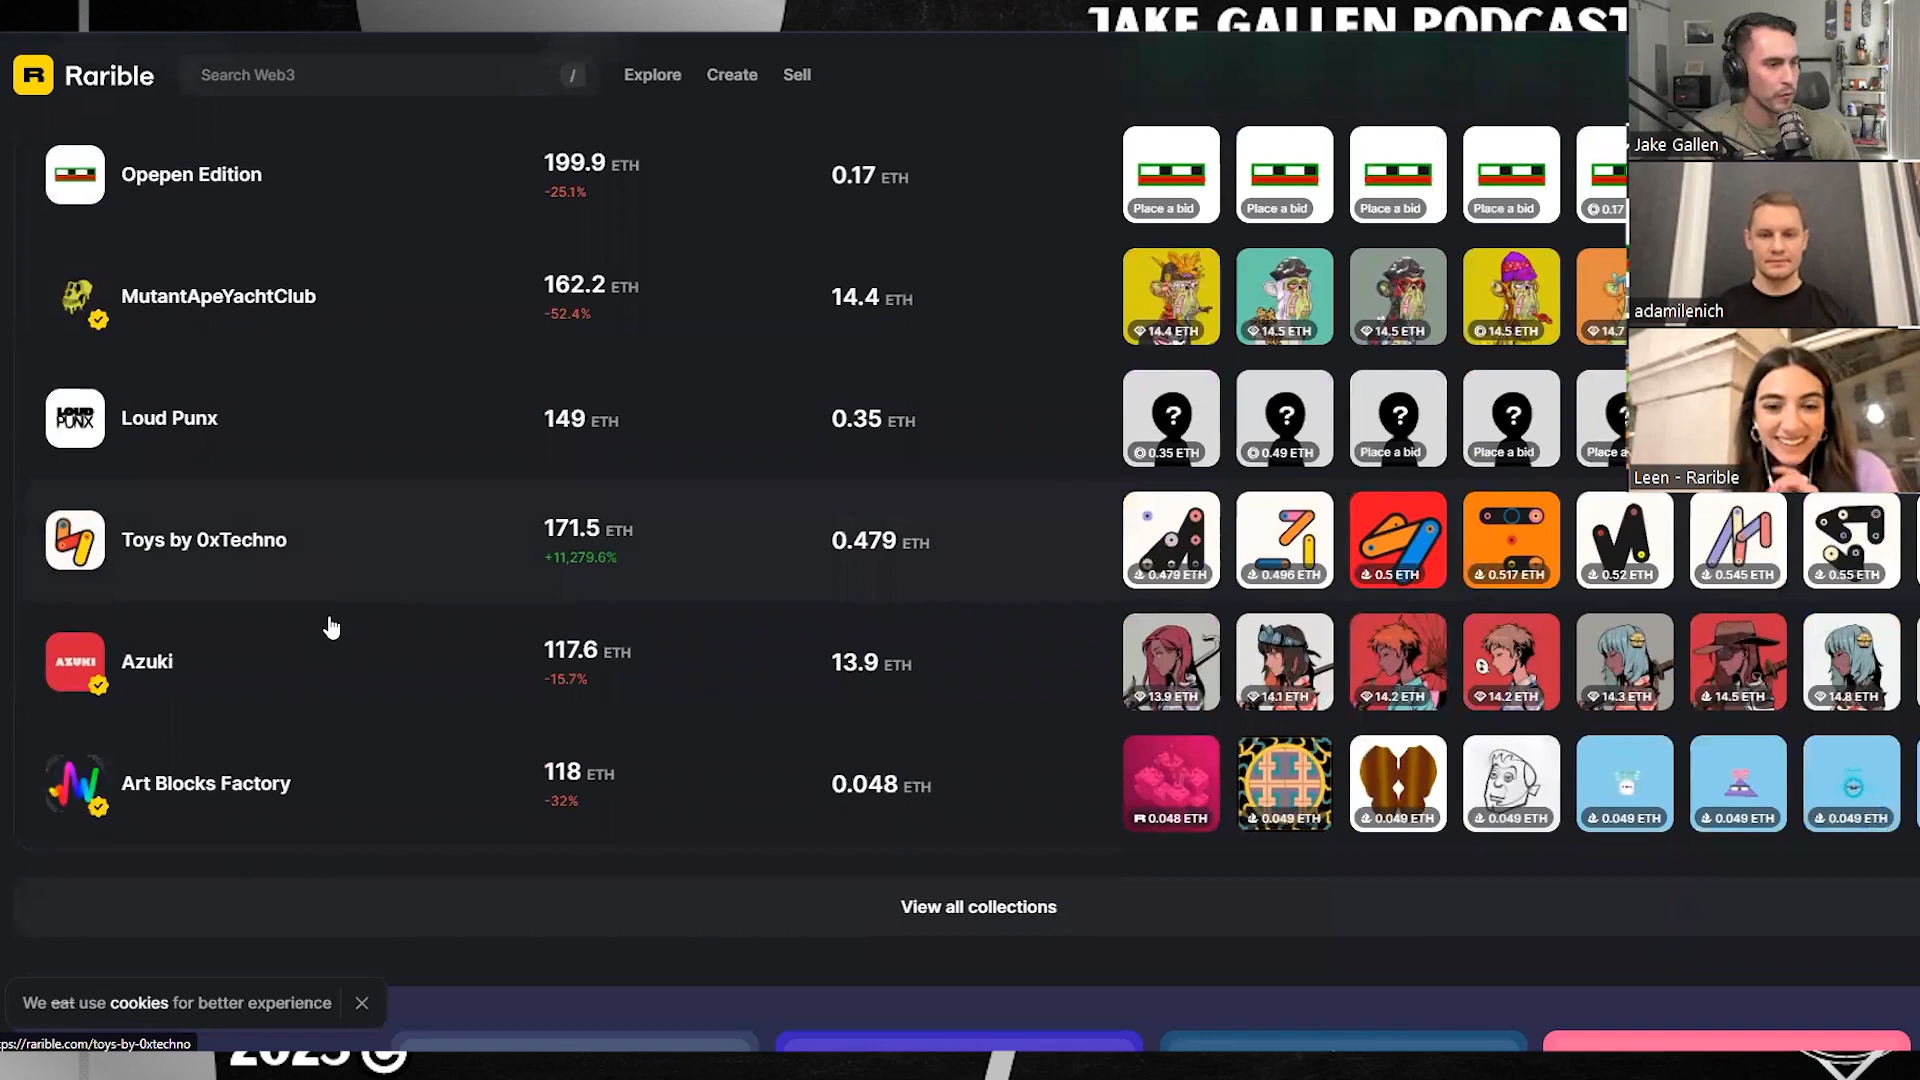 JAKE GALLEN PODCAST
R Rarible
Search Web3 /
Explore Create Sell
Jake Gallen
Opepen Edition
199.9 ETH
-25.1%
0.17 ETH
Place a bid
Place a bid
Place a bid
Place a bid
0.17
adamilenich
MutantApeYachtClub
162.2 ETH
-52.4%
14.4 ETH
14.4 ETH
14.5 ETH
14.5 ETH
14.5 ETH
14.7
LOUD PUNX
Loud Punx
149 ETH
0.35 ETH
? 0.35 ETH
? 0.49 ETH
? Place a bid
? Place a bid
Place a
Leen - Rarible
Toys by 0xTechno
171.5 ETH
+11,279.6%
0.479 ETH
0.479 ETH
0.496 ETH
0.5 ETH
0.517 ETH
0.52 ETH
0.545 ETH
0.55 ETH
AZUKI
Azuki
117.6 ETH
-15.7%
13.9 ETH
13.9 ETH
14.1 ETH
14.2 ETH
14.2 ETH
14.3 ETH
14.5 ETH
14.8 ETH
Art Blocks Factory
118 ETH
-32%
0.048 ETH
R 0.048 ETH
0.049 ETH
0.049 ETH
0.049 ETH
0.049 ETH
0.049 ETH
0.049 ETH
View all collections
We eat use cookies for better experience
tps://rarible.com/toys-by-0xtechno
2023